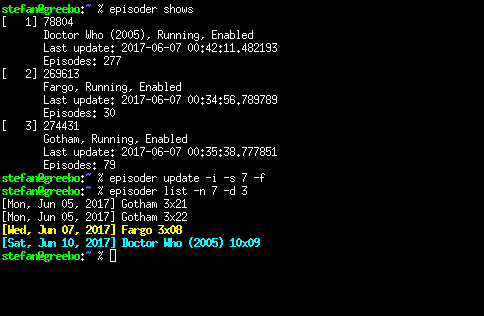 stefan@greebo:~ % episoder shows
[   1] 78804
Doctor Who (2005), Running, Enabled
Last update: 2017-06-07 00:42:11.482193
Episodes: 277
[   2] 269613
Fargo, Running, Enabled
Last update: 2017-06-07 00:34:56.789789
Episodes: 30
[   3] 274431
Gotham, Running, Enabled
Last update: 2017-06-07 00:35:38.777851
Episodes: 79
stefan@greebo:~ % episoder update -i -s 7 -f
stefan@greebo:~ % episoder list -n 7 -d 3
[Mon, Jun 05, 2017] Gotham 3x21
[Mon, Jun 05, 2017] Gotham 3x22
[Wed, Jun 07, 2017] Fargo 3x08
[Sat, Jun 10, 2017] Doctor Who (2005) 10x09
stefan@greebo:~ %